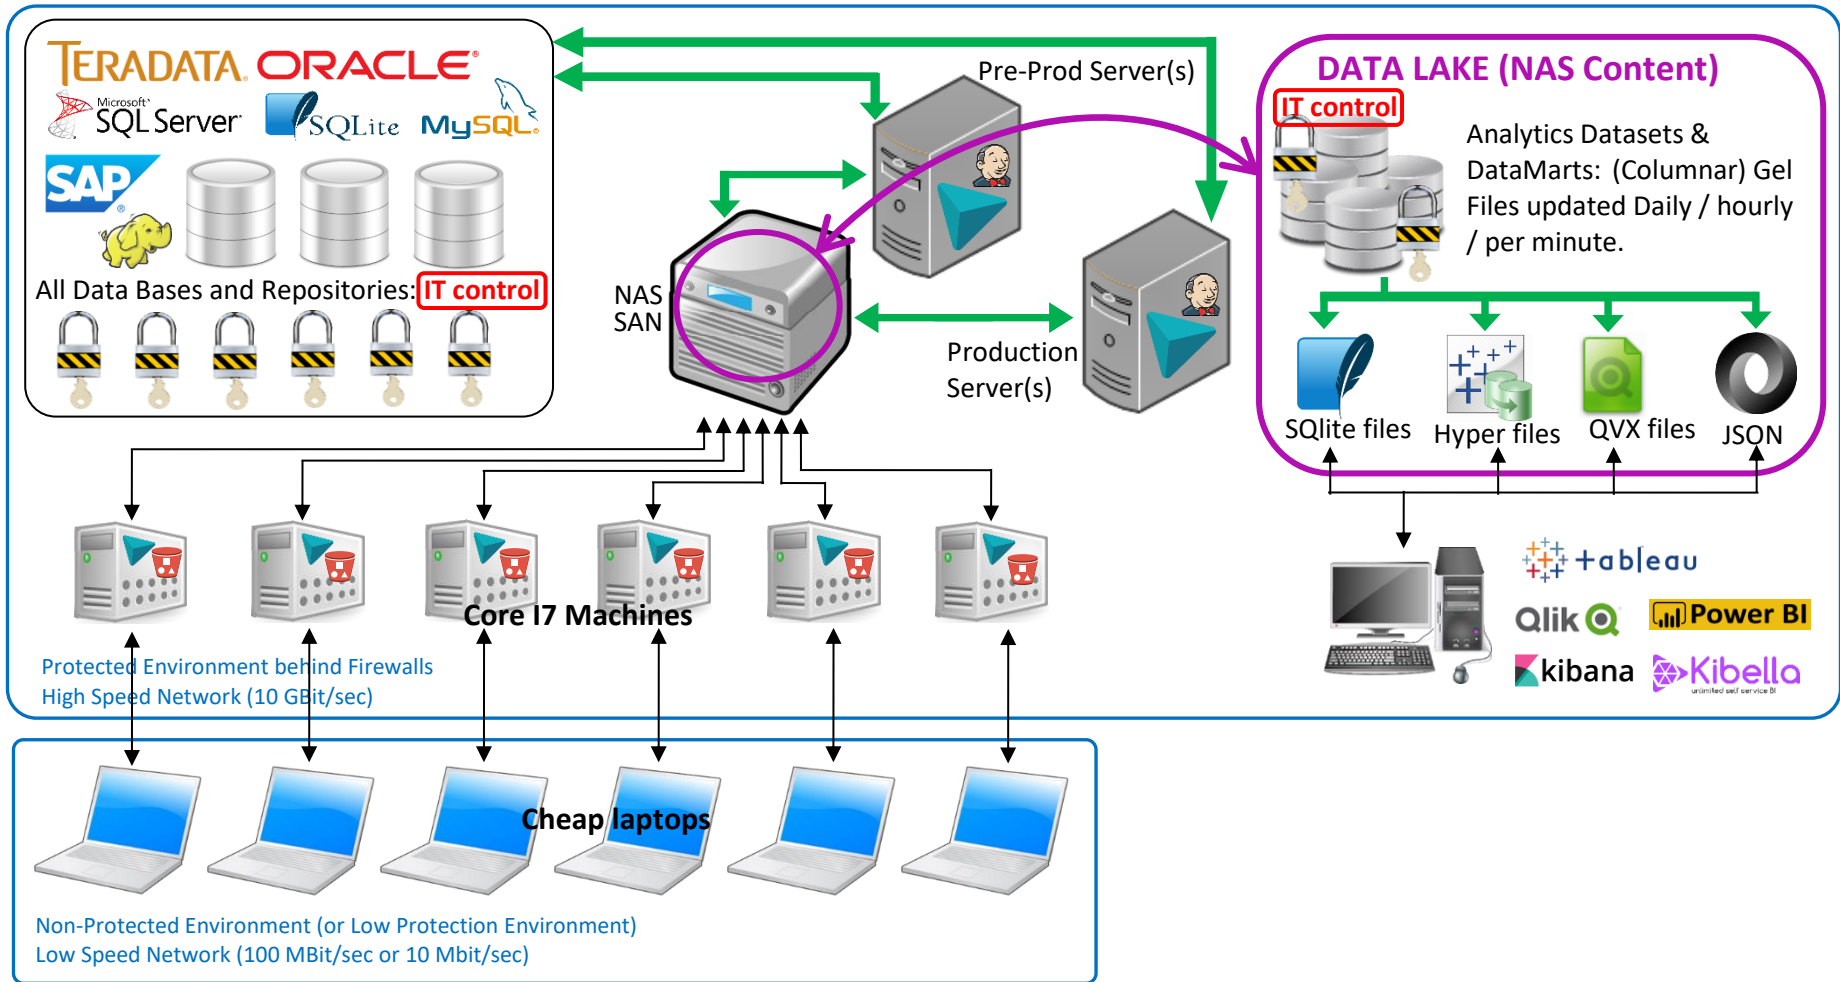 TERADATA. ORACLE®
Microsoft®
SQL Server®
SQLite
MySQL®
SAP®
All Data Bases and Repositories: IT control
Pre-Prod Server(s)
NAS
SAN
Production
Server(s)
DATA LAKE (NAS Content)
IT control
Analytics Datasets &
DataMarts: (Columnar) Gel
Files updated Daily / hourly
/ per minute.
SQlite files
Hyper files
QVX files
JSON
Core I7 Machines
Protected Environment behind Firewalls
High Speed Network (10 GBit/sec)
+ableau
Qlik
Power BI
kibana
Kibella
unlimited self service BI
Cheap laptops
Non-Protected Environment (or Low Protection Environment)
Low Speed Network (100 MBit/sec or 10 Mbit/sec)